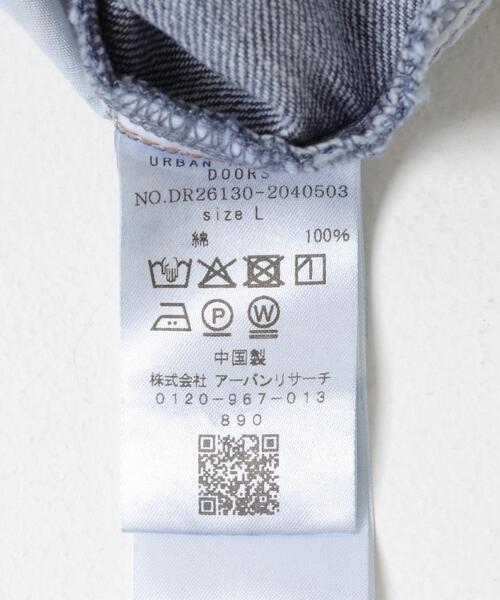 URBAN
DOORS
NO.DR26130-2040503
size L
綿 100%
P W
中国製
株式会社 アーバンリサーチ
0120-967-013
890